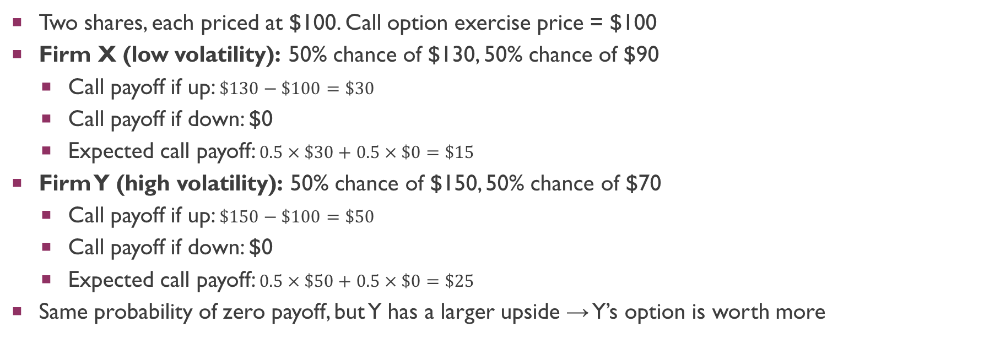 Two shares, each priced at $100. Call option exercise price = $100
Firm X (low volatility): 50% chance of $130, 50% chance of $90
Call payoff if up: $130 − $100 = $30
Call payoff if down: $0
Expected call payoff: 0.5 × $30 + 0.5 × $0 = $15
Firm Y (high volatility): 50% chance of $150, 50% chance of $70
Call payoff if up: $150 − $100 = $50
Call payoff if down: $0
Expected call payoff: 0.5 × $50 + 0.5 × $0 = $25
Same probability of zero payoff, but Y has a larger upside → Y’s option is worth more